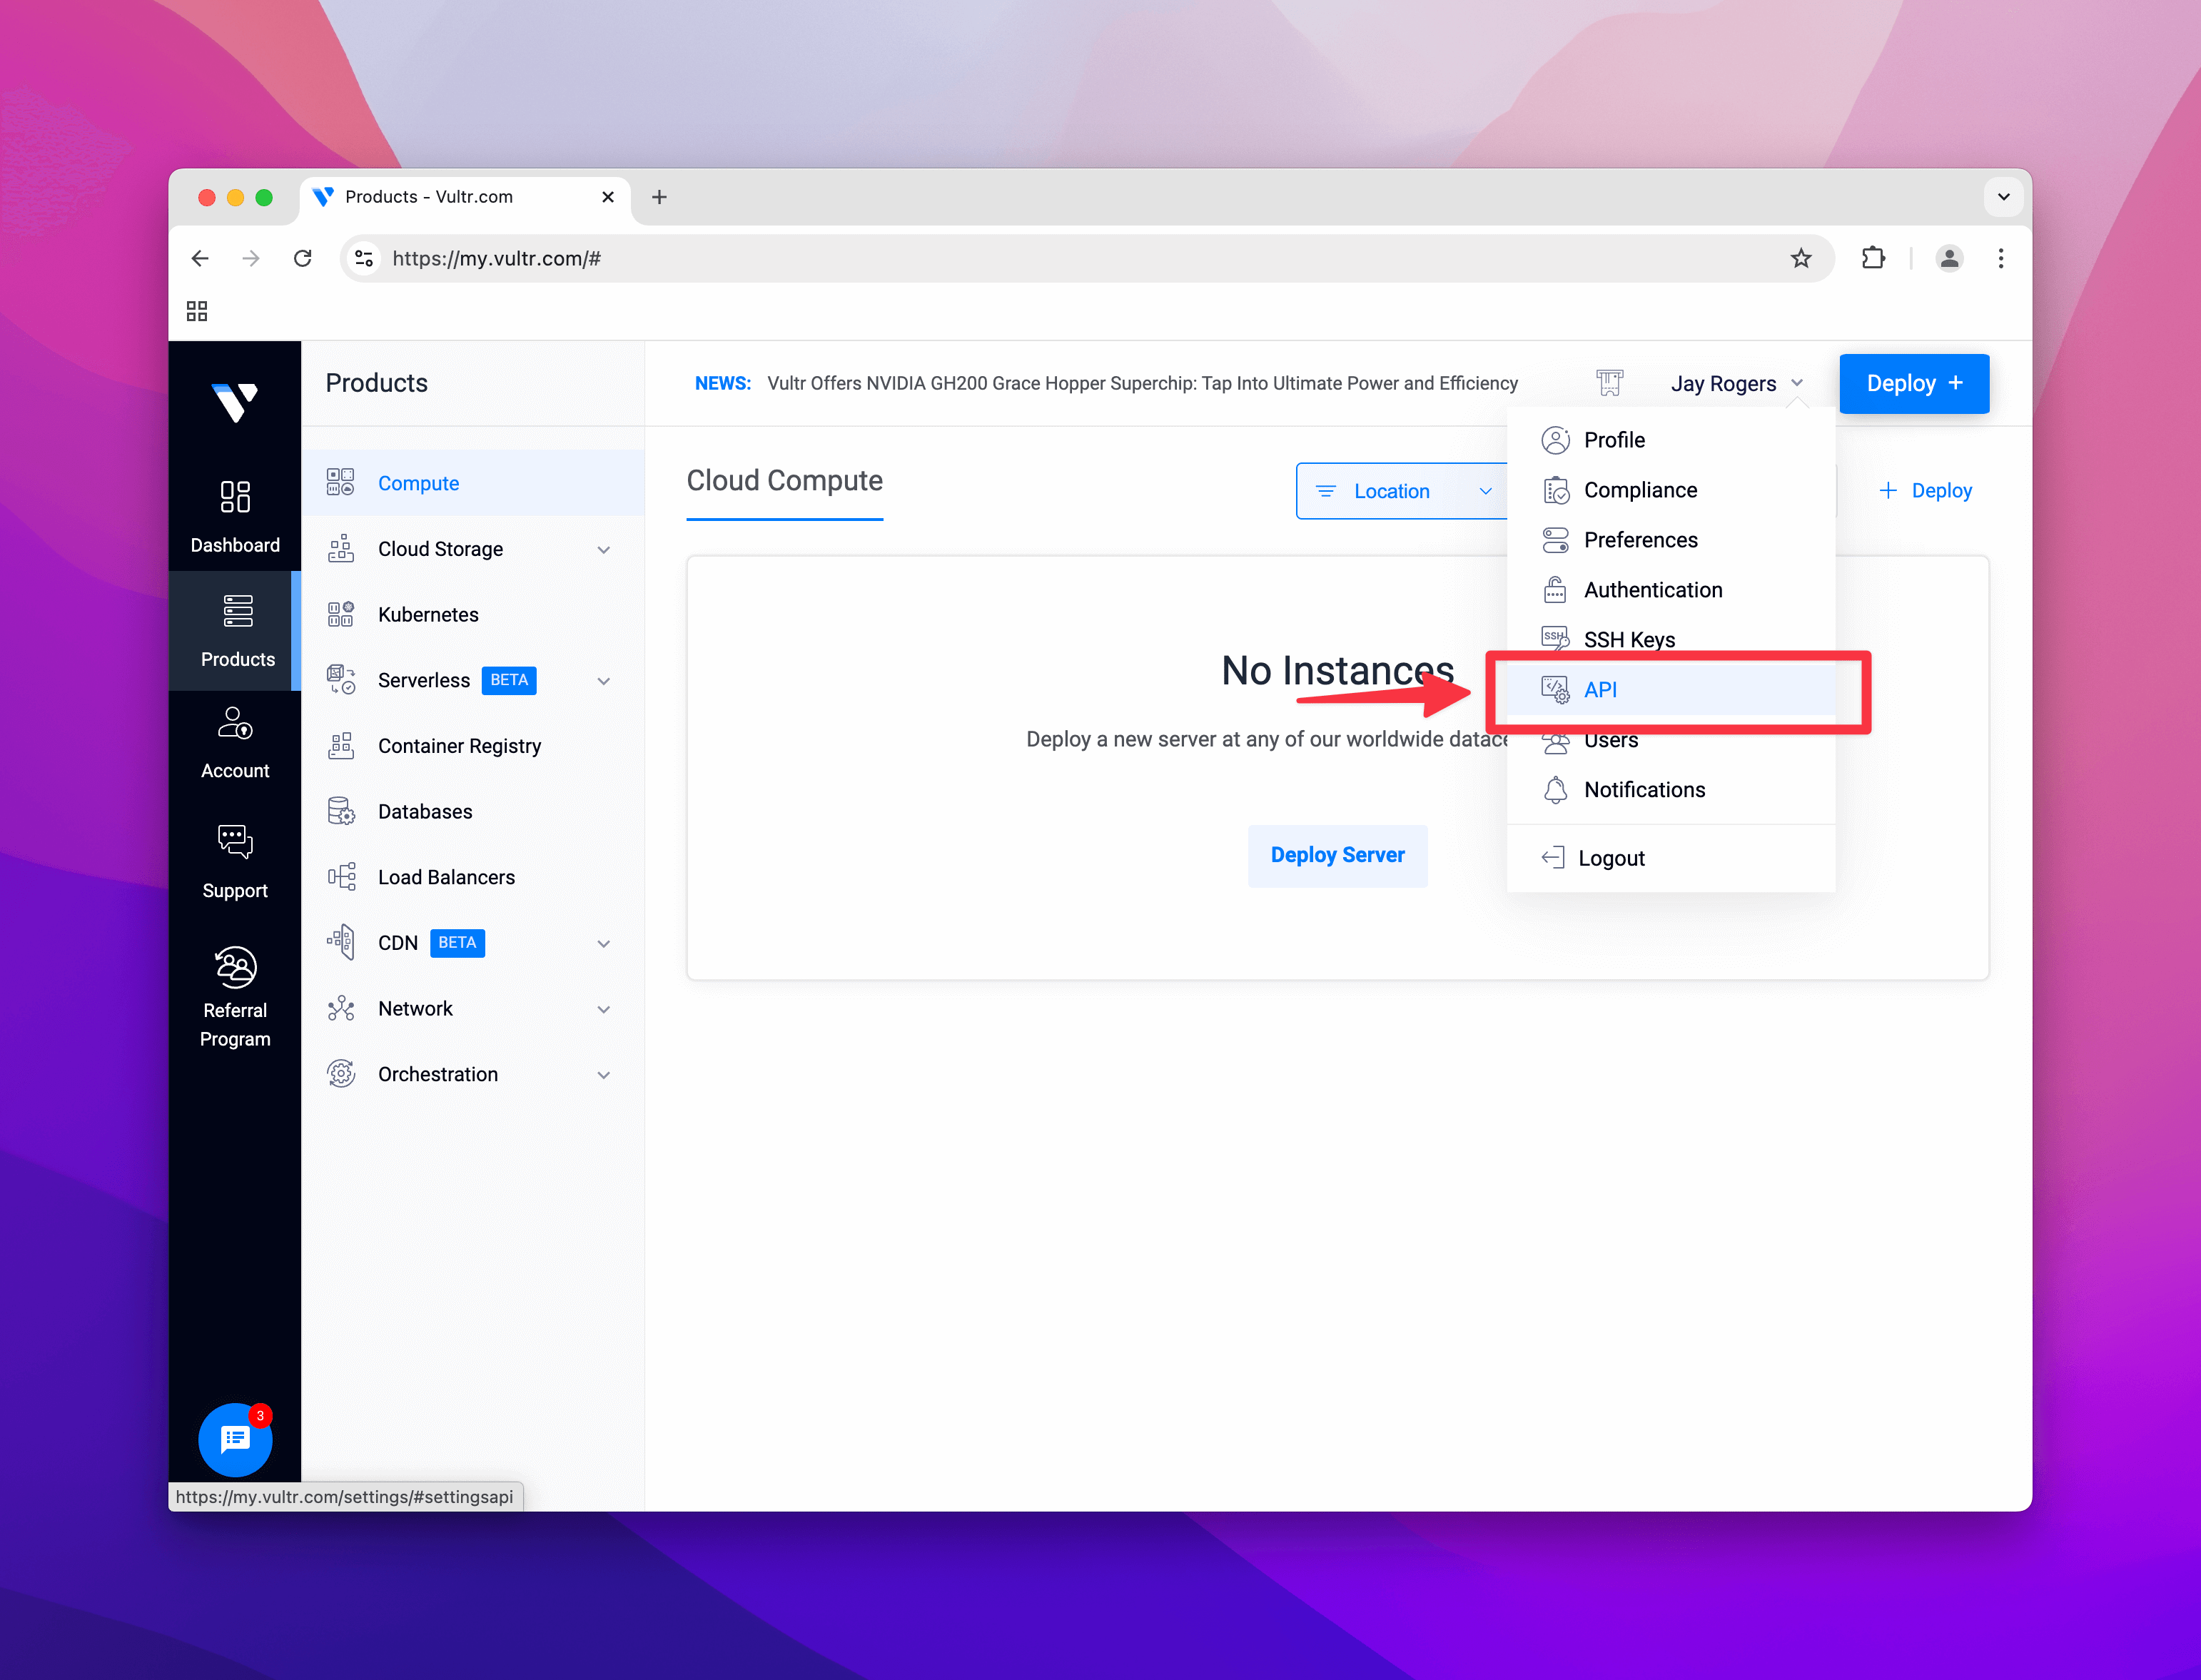 Products - Vultr.com
https://my.vultr.com/#
Products
NEWS: Vultr Offers NVIDIA GH200 Grace Hopper Superchip: Tap Into Ultimate Power and Efficiency
Jay Rogers
Deploy +
Dashboard
Products
Account
Support
Referral
Program
3
Compute
Cloud Storage
Kubernetes
Serverless BETA
Container Registry
Databases
Load Balancers
CDN BETA
Network
Orchestration
Cloud Compute
Location
+ Deploy
No Instances
Deploy a new server at any of our worldwide datac
Deploy Server
Profile
Compliance
Preferences
Authentication
SSH
SSH Keys
API
Users
Notifications
Logout
https://my.vultr.com/settings/#settingsapi